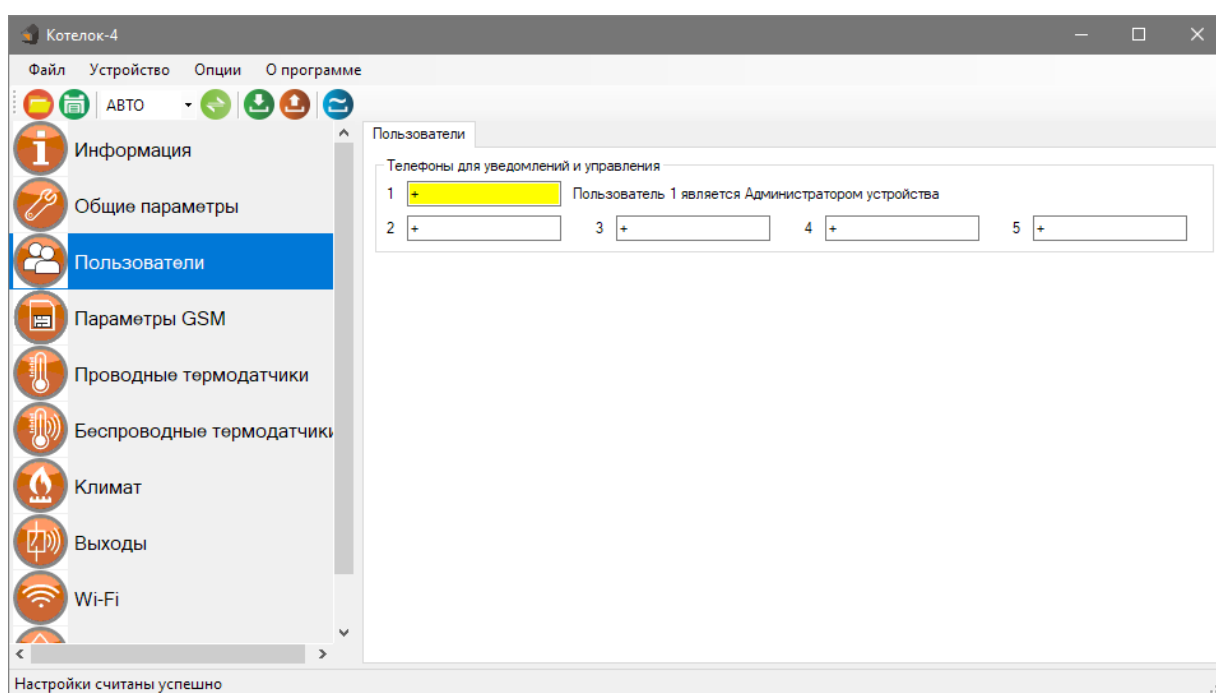 Котелок-4
Файл Устройство Опции О программе
АВТО
Информация
Общие параметры
Пользователи
Параметры GSM
Проводные термодатчики
Беспроводные термодатчики
Климат
Выходы
Wi-Fi
Пользователи
Телефоны для уведомлений и управления
1 + Пользователь 1 является Администратором устройства
2 + 3 + 4 + 5 +
Настройки считаны успешно